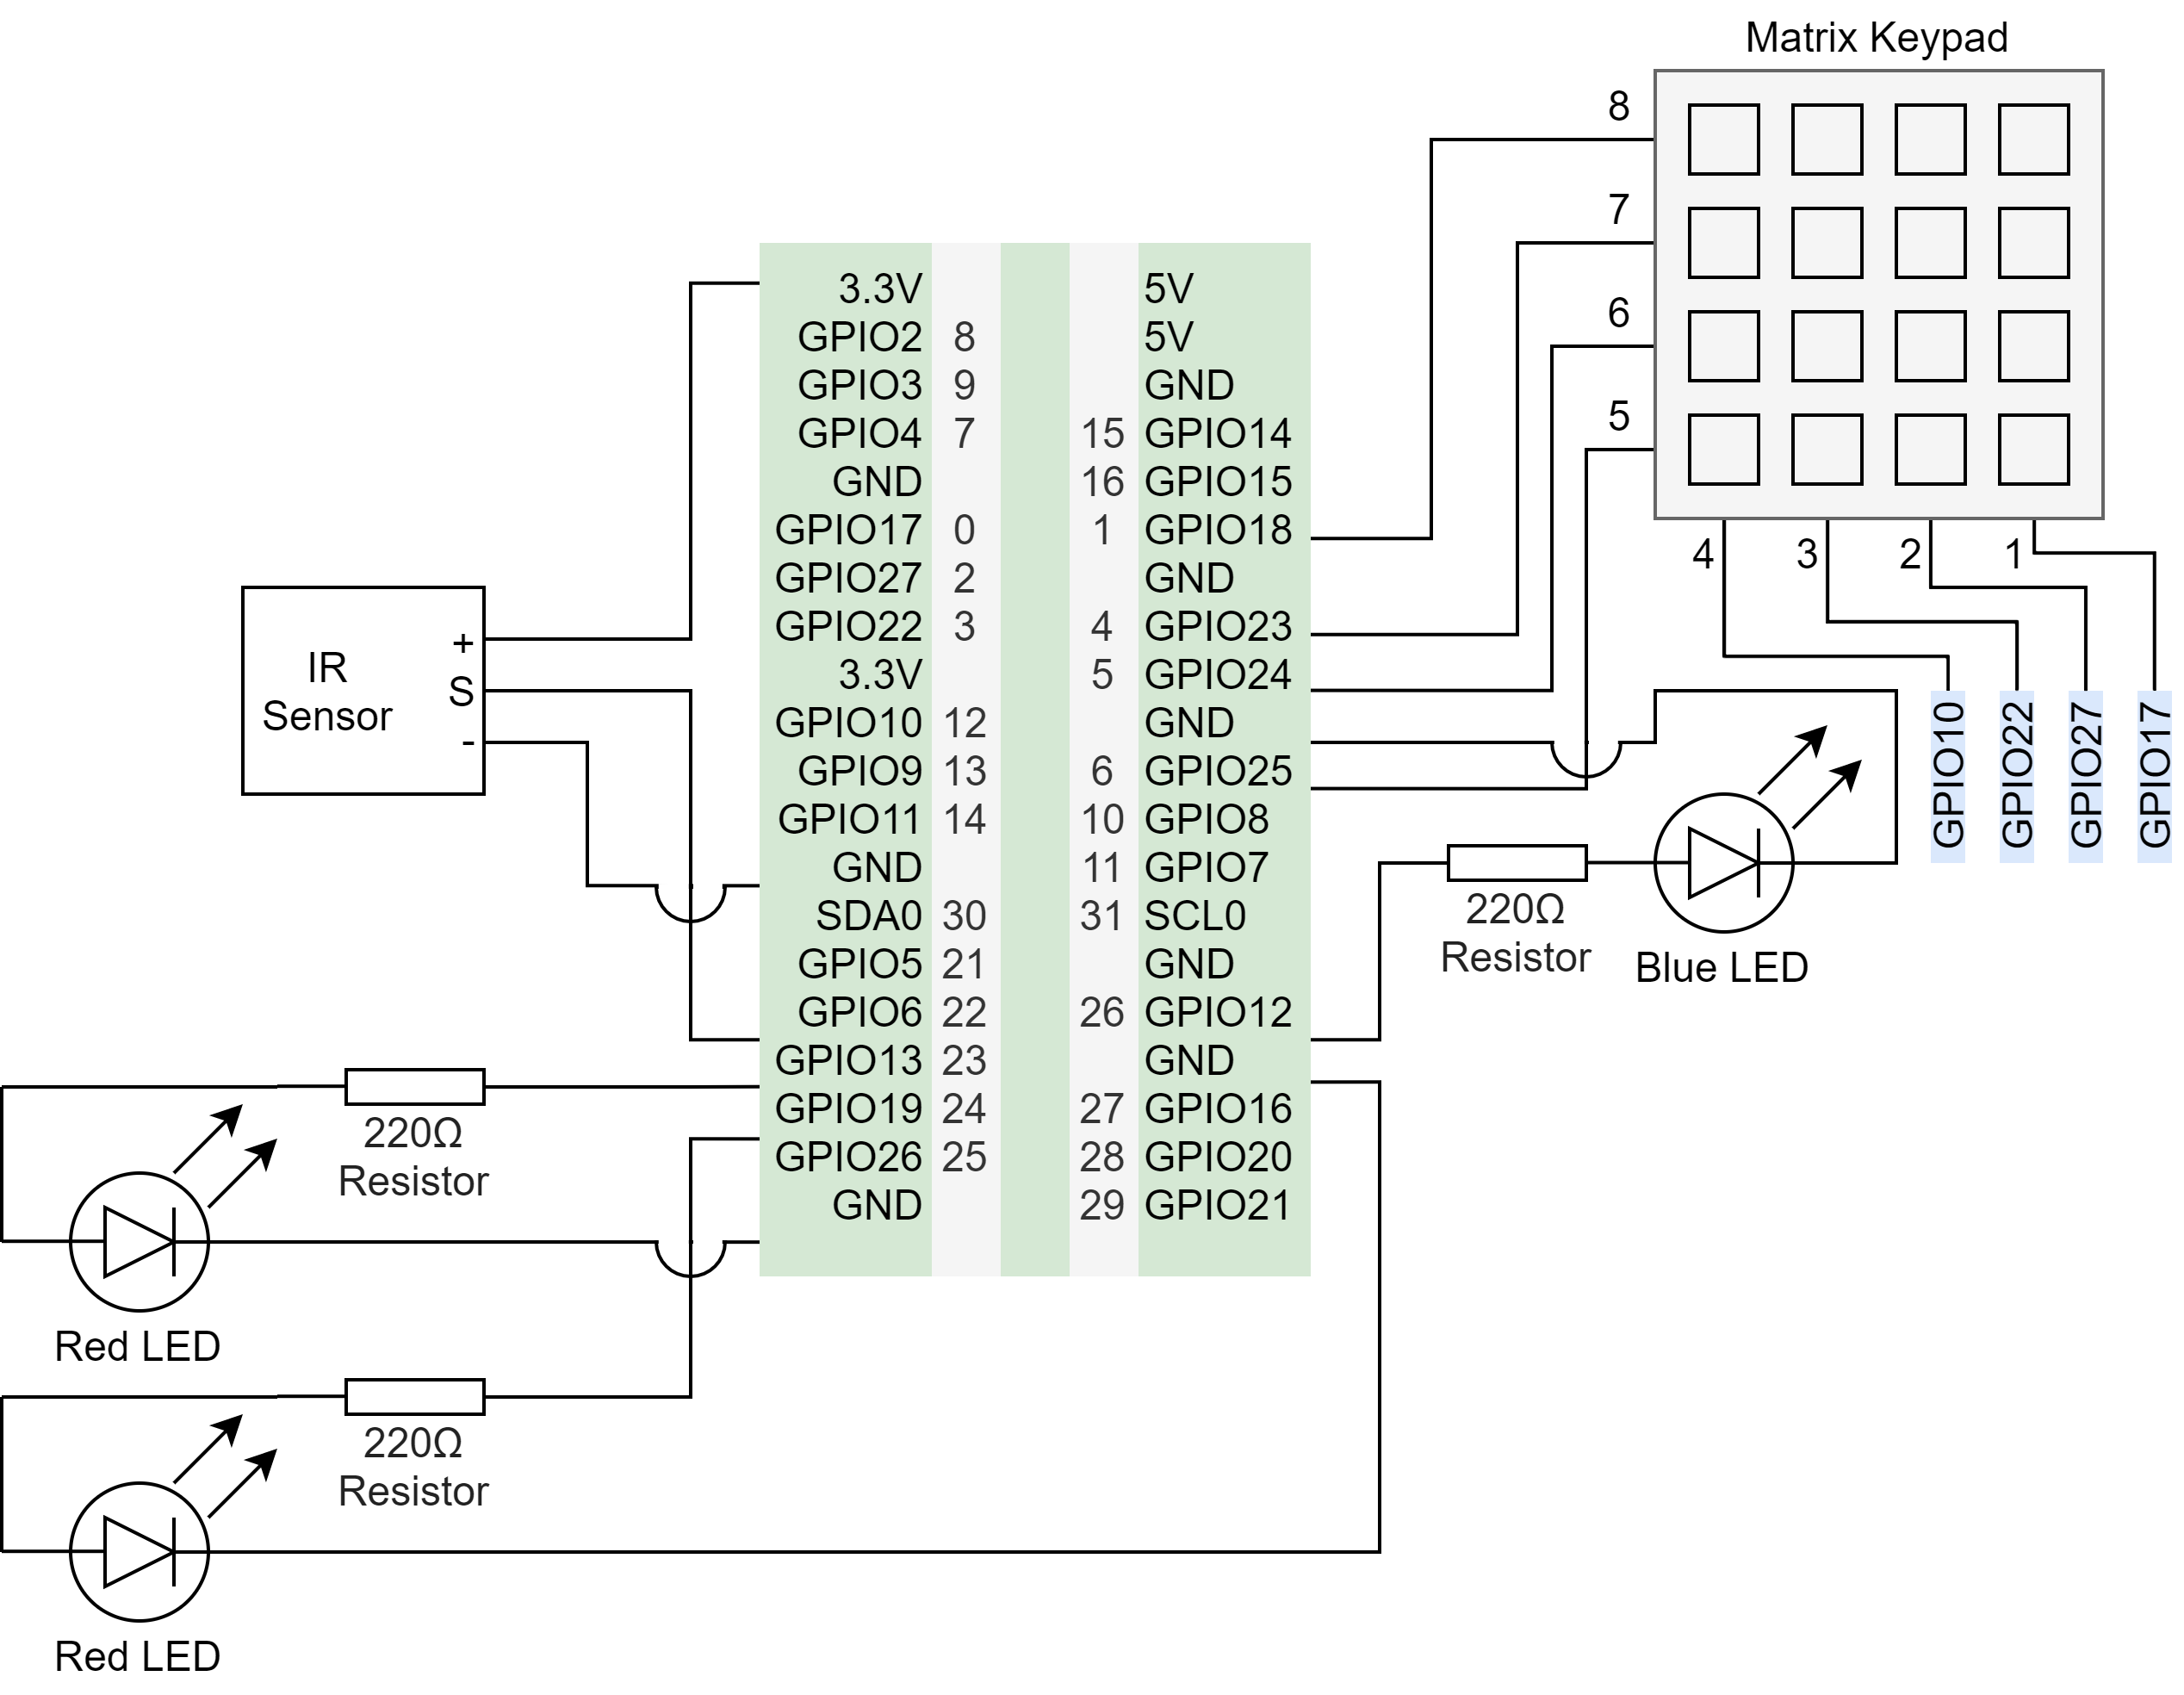 Matrix Keypad
8
7
6
5
4 3 2 1
GPIO10
GPIO22
GPIO27
GPIO17
3.3V 5V
GPIO2 8 5V
GPIO3 9 GND
GPIO4 7 15 GPIO14
GND 16 GPIO15
GPIO17 0 1 GPIO18
GPIO27 2 GND
GPIO22 3 4 GPIO23
3.3V 5 GPIO24
GPIO10 12 GND
GPIO9 13 6 GPIO25
GPIO11 14 10 GPIO8
GND 11 GPIO7
SDA0 30 31 SCL0
GPIO5 21 GND
GPIO6 22 26 GPIO12
GPIO13 23 GND
GPIO19 24 27 GPIO16
GPIO26 25 28 GPIO20
GND 29 GPIO21
IR
Sensor
+
S
-
220Ω
Resistor
Blue LED
220Ω
Resistor
Red LED
220Ω
Resistor
Red LED